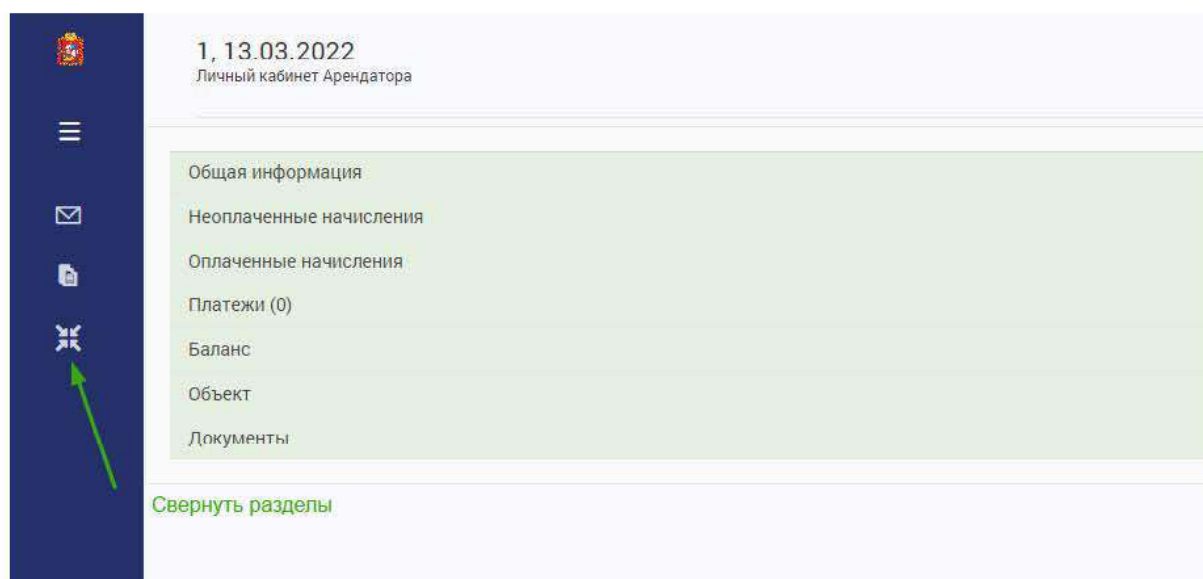 1, 13.03.2022
Личный кабинет Арендатора
Общая информация
Неоплаченные начисления
Оплаченные начисления
Платежи (0)
Баланс
Объект
Документы
Свернуть разделы